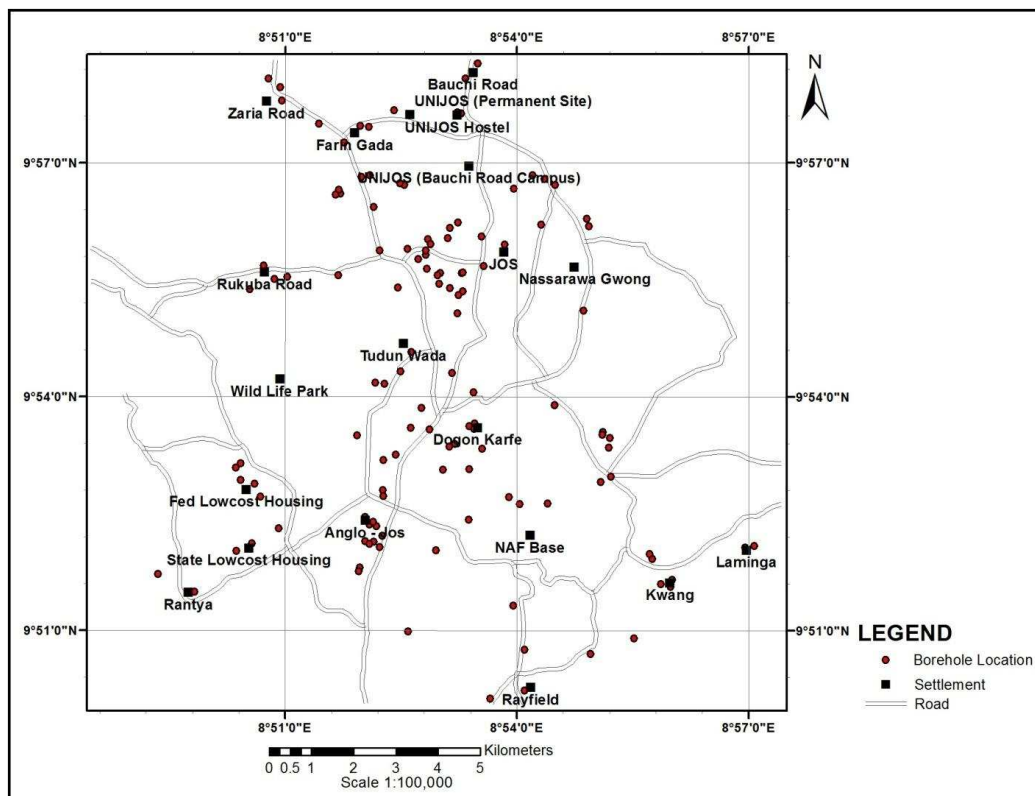 8°51'0"E 8°54'0"E 8°57'0"E
N
Bauchi Road
UNIJOS (Permanent Site)
Zaria Road
UNIJOS Hostel
Farin Gada
9°57'0"N 9°57'0"N
UNIJOS (Bauchi Road Campus)
JOS
Nassarawa Gwong
Rukuba Road
Tudun Wada
Wild Life Park
9°54'0"N 9°54'0"N
Dogon Karfe
Fed Lowcost Housing
Anglo - Jos
NAF Base
State Lowcost Housing
Laminga
Kwang
Rantya
9°51'0"N 9°51'0"N
LEGEND
Borehole Location
Settlement
Road
Rayfield
8°51'0"E 8°54'0"E 8°57'0"E
Kilometers
0 0.5 1 2 3 4 5
Scale 1:100,000